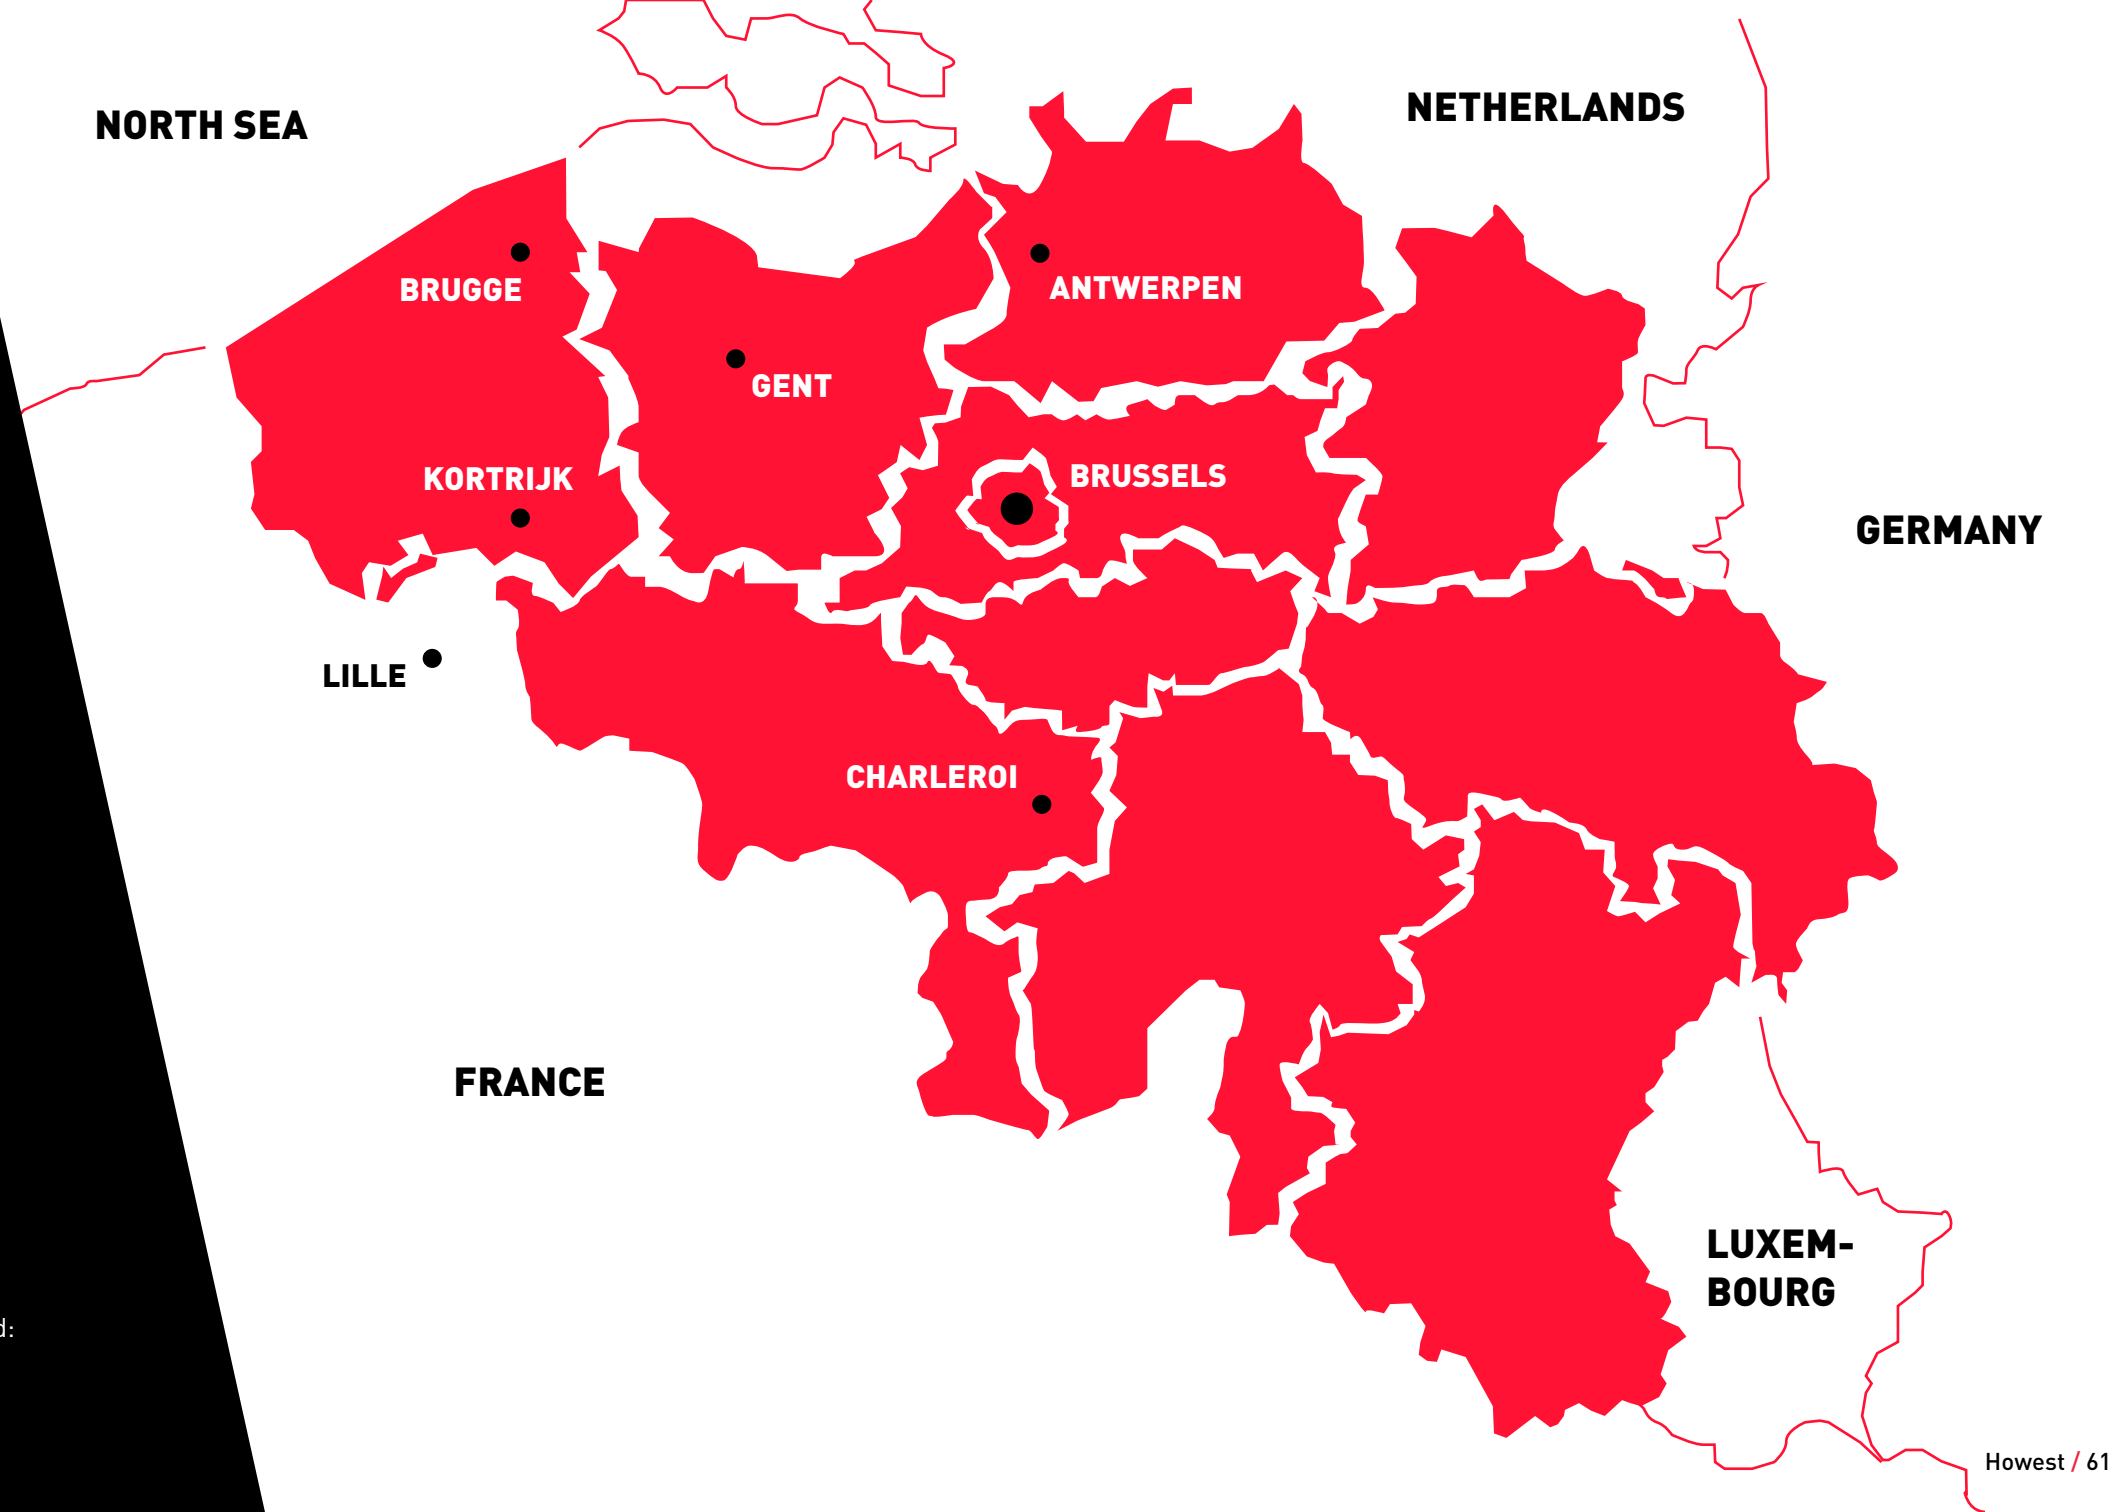 NORTH SEA
NETHERLANDS
BRUGGE
ANTWERPEN
GENT
KORTRIJK
BRUSSELS
GERMANY
LILLE
CHARLEROI
FRANCE
LUXEM-
BOURG
d:
Howest / 61